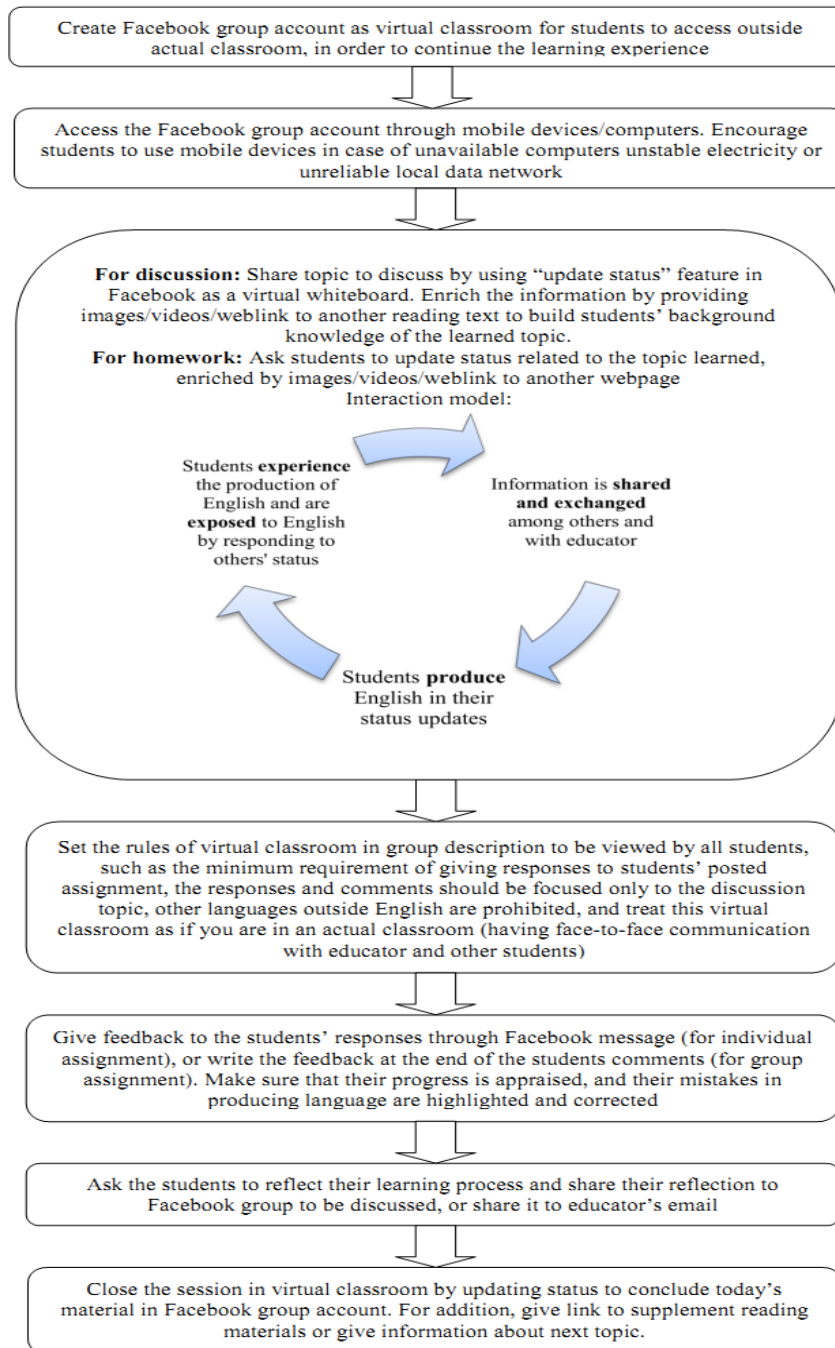 Create Facebook group account as virtual classroom for students to access outside
actual classroom, in order to continue the learning experience
Access the Facebook group account through mobile devices/computers. Encourage
students to use mobile devices in case of unavailable computers unstable electricity or
unreliable local data network
For discussion: Share topic to discuss by using “update status” feature in
Facebook as a virtual whiteboard. Enrich the information by providing
images/videos/weblink to another reading text to build students’ background
knowledge of the learned topic.
For homework: Ask students to update status related to the topic learned,
enriched by images/videos/weblink to another webpage
Interaction model:
Students experience
the production of
English and are
exposed to English
by responding to
others' status
Information is shared
and exchanged
among others and
with educator
Students produce
English in their
status updates
Set the rules of virtual classroom in group description to be viewed by all students,
such as the minimum requirement of giving responses to students’ posted
assignment, the responses and comments should be focused only to the discussion
topic, other languages outside English are prohibited, and treat this virtual
classroom as if you are in an actual classroom (having face-to-face communication
with educator and other students)
Give feedback to the students’ responses through Facebook message (for individual
assignment), or write the feedback at the end of the students comments (for group
assignment). Make sure that their progress is appraised, and their mistakes in
producing language are highlighted and corrected
Ask the students to reflect their learning process and share their reflection to
Facebook group to be discussed, or share it to educator’s email
Close the session in virtual classroom by updating status to conclude today’s
material in Facebook group account. For addition, give link to supplement reading
materials or give information about next topic.